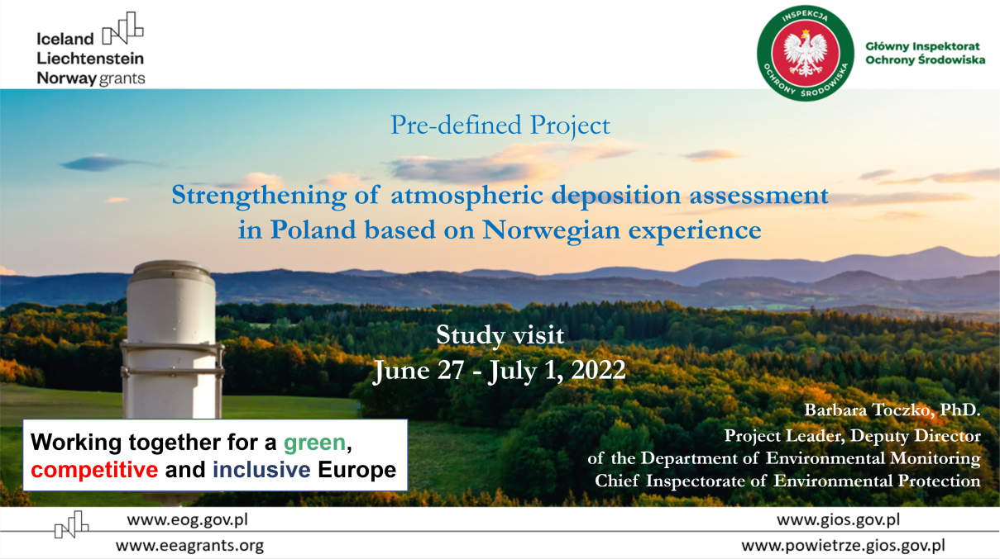 Iceland
Liechtenstein
Norway grants
INSPEKCJA
OCHRONY ŚRODOWISKA
Główny Inspektorat
Ochrony Środowiska
Pre-defined Project
Strengthening of atmospheric deposition assessment
in Poland based on Norwegian experience
Study visit
June 27 - July 1, 2022
Barbara Toczko, PhD.
Project Leader, Deputy Director
of the Department of Environmental Monitoring
Chief Inspectorate of Environmental Protection
Working together for a green,
competitive and inclusive Europe
www.eog.gov.pl
www.eeagrants.org
www.gios.gov.pl
www.powietrze.gios.gov.pl